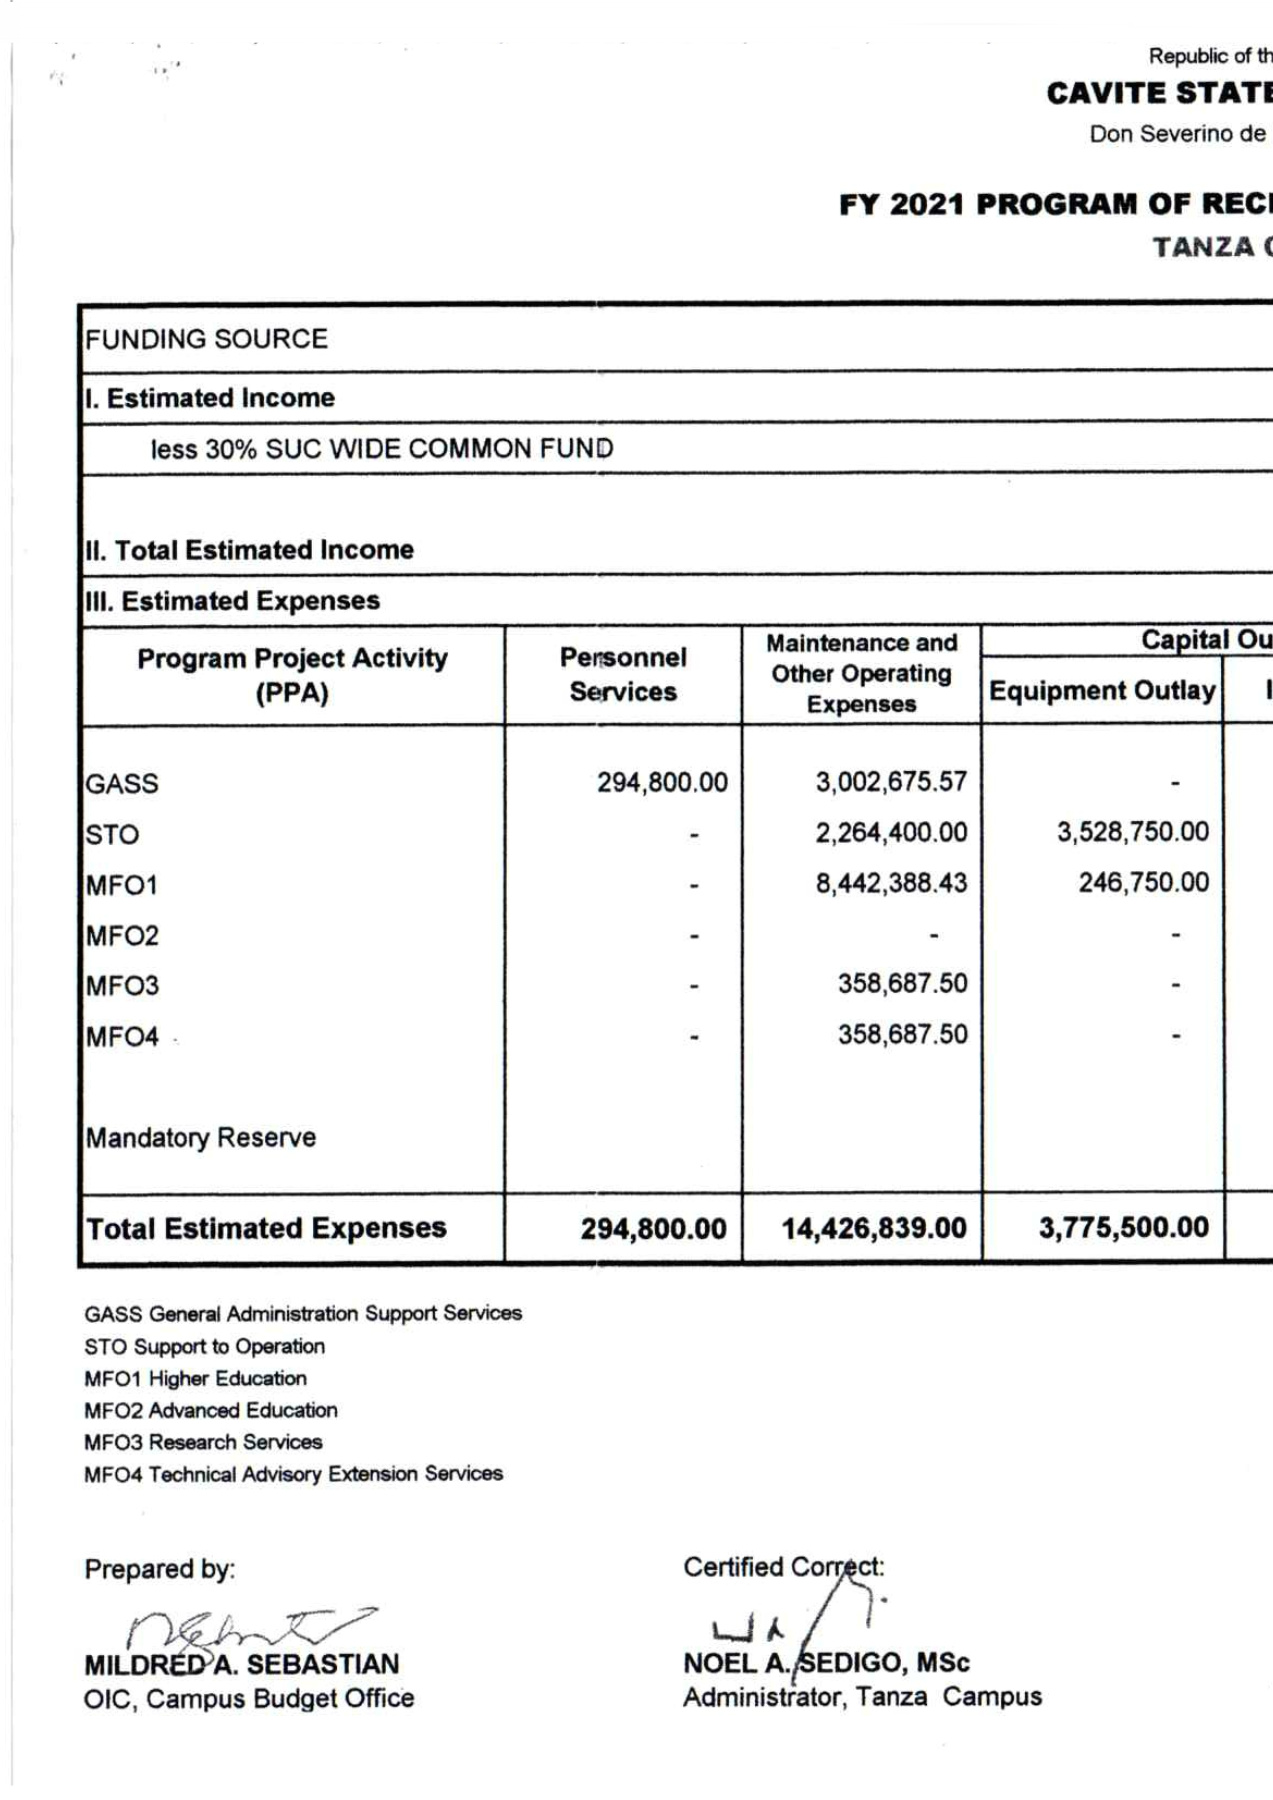 Republic of th
CAVITE STATE
Don Severino de
FY 2021 PROGRAM OF RECI
TANZA C
FUNDING SOURCE
I. Estimated Income
less 30% SUC WIDE COMMON FUND
II. Total Estimated Income
III. Estimated Expenses
Program Project Activity (PPA) Personnel Services Maintenance and Other Operating Expenses Capital Ou
Equipment Outlay I
GASS 294,800.00 3,002,675.57 -
STO - 2,264,400.00 3,528,750.00
MFO1 - 8,442,388.43 246,750.00
MFO2 - - -
MFO3 - 358,687.50 -
MFO4 - 358,687.50 -
Mandatory Reserve
Total Estimated Expenses 294,800.00 14,426,839.00 3,775,500.00
GASS General Administration Support Services
STO Support to Operation
MFO1 Higher Education
MFO2 Advanced Education
MFO3 Research Services
MFO4 Technical Advisory Extension Services
Prepared by: Certified Correct:
MILDRED A. SEBASTIAN NOEL A. SEDIGO, MSc
OIC, Campus Budget Office Administrator, Tanza Campus